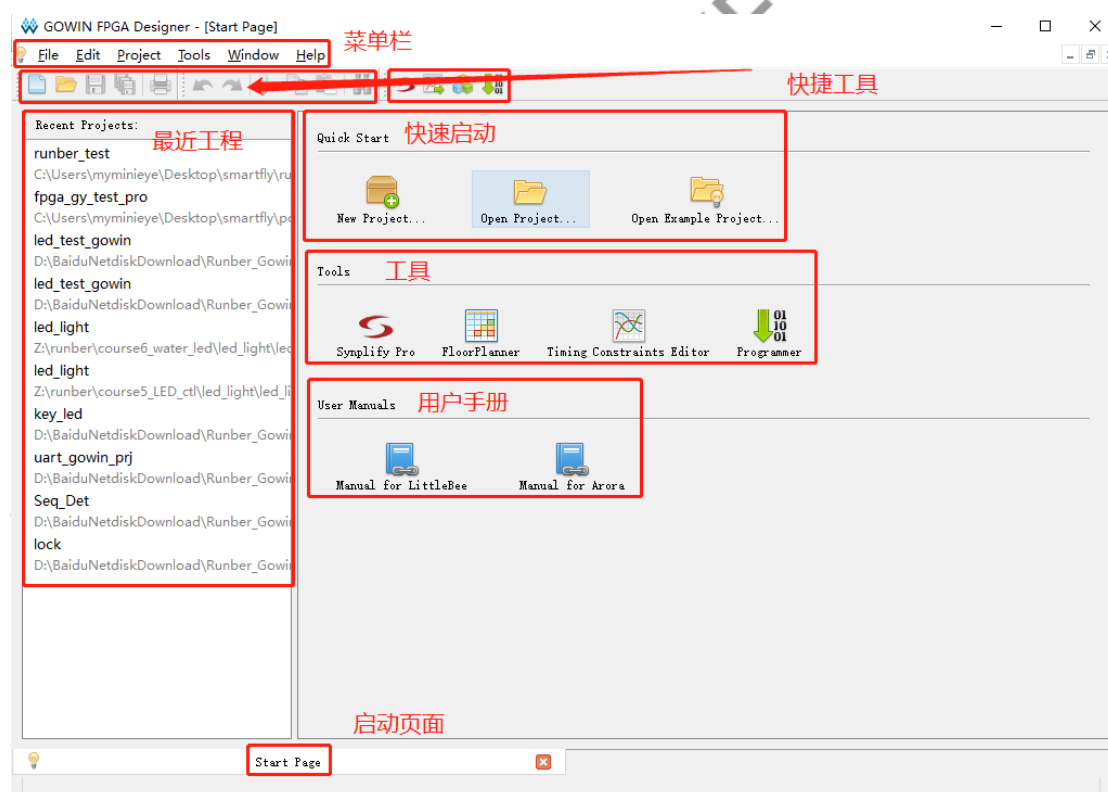 GOWIN FPGA Designer - [Start Page]
File Edit Project Tools Window Help 菜单栏
快捷工具
Recent Projects:
最近工程
runber_test
C:\Users\myminieye\Desktop\smartfly\ru
fpga_gy_test_pro
C:\Users\myminieye\Desktop\smartfly\po
led_test_gowin
D:\BaiduNetdiskDownload\Runber_Gowi
led_test_gowin
D:\BaiduNetdiskDownload\Runber_Gowi
led_light
Z:\runber\course6_water_led\led_light\led
led_light
Z:\runber\course5_LED_ctl\led_light\led_li
key_led
D:\BaiduNetdiskDownload\Runber_Gowi
uart_gowin_prj
D:\BaiduNetdiskDownload\Runber_Gowi
Seq_Det
D:\BaiduNetdiskDownload\Runber_Gowi
lock
D:\BaiduNetdiskDownload\Runber_Gowi
Quick Start 快速启动
New Project... Open Project... Open Example Project...
Tools 工具
Synplify Pro FloorPlanner Timing Constraints Editor Programmer
User Manuals 用户手册
Manual for LittleBee Manual for Arora
启动页面
Start Page